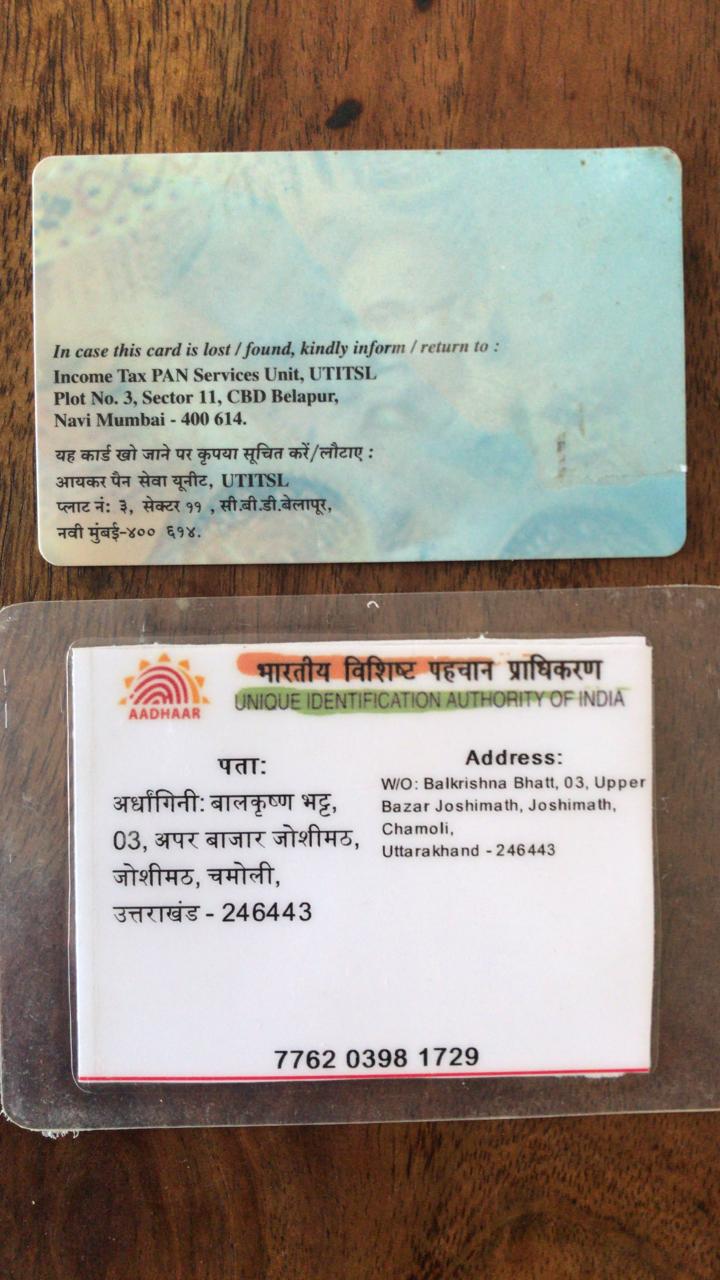 In case this card is lost / found, kindly inform / return to :
Income Tax PAN Services Unit, UTITSL
Plot No. 3, Sector 11, CBD Belapur,
Navi Mumbai - 400 614.
यह कार्ड खो जाने पर कृपया सूचित करें/लौटाए :
आयकर पैन सेवा यूनीट, UTITSL
प्लाट नं: ३, सेक्टर ११ , सी.बी.डी.बेलापूर,
नवी मुंबई-४०० ६१४.
भारतीय विशिष्ट पहचान प्राधिकरण
UNIQUE IDENTIFICATION AUTHORITY OF INDIA
AADHAAR
पता:
अर्धांगिनी: बालकृष्ण भट्ट,
03, अपर बाजार जोशीमठ,
जोशीमठ, चमोली,
उत्तराखंड - 246443
Address:
W/O: Balkrishna Bhatt, 03, Upper
Bazar Joshimath, Joshimath,
Chamoli,
Uttarakhand - 246443
7762 0398 1729